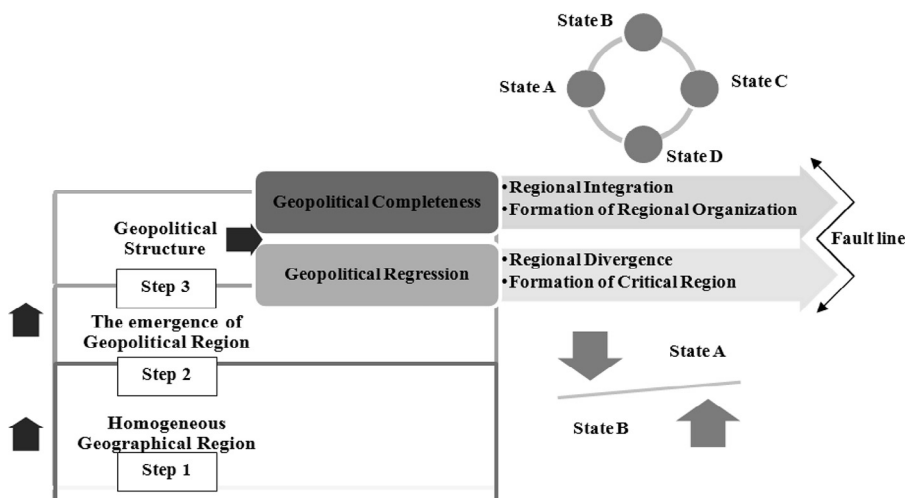 State B
State A
State C
State D
Geopolitical Completeness
•Regional Integration
•Formation of Regional Organization
Geopolitical
Structure
Fault line
Geopolitical Regression
•Regional Divergence
•Formation of Critical Region
Step 3
The emergence of
Geopolitical Region
Step 2
State A
State B
Homogeneous
Geographical Region
Step 1